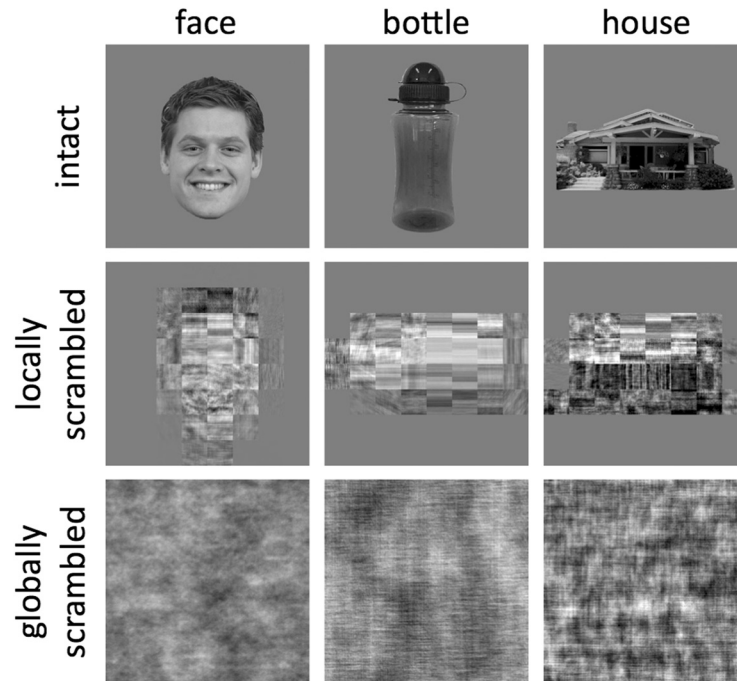 face
bottle
house
intact
locally
scrambled
globally
scrambled